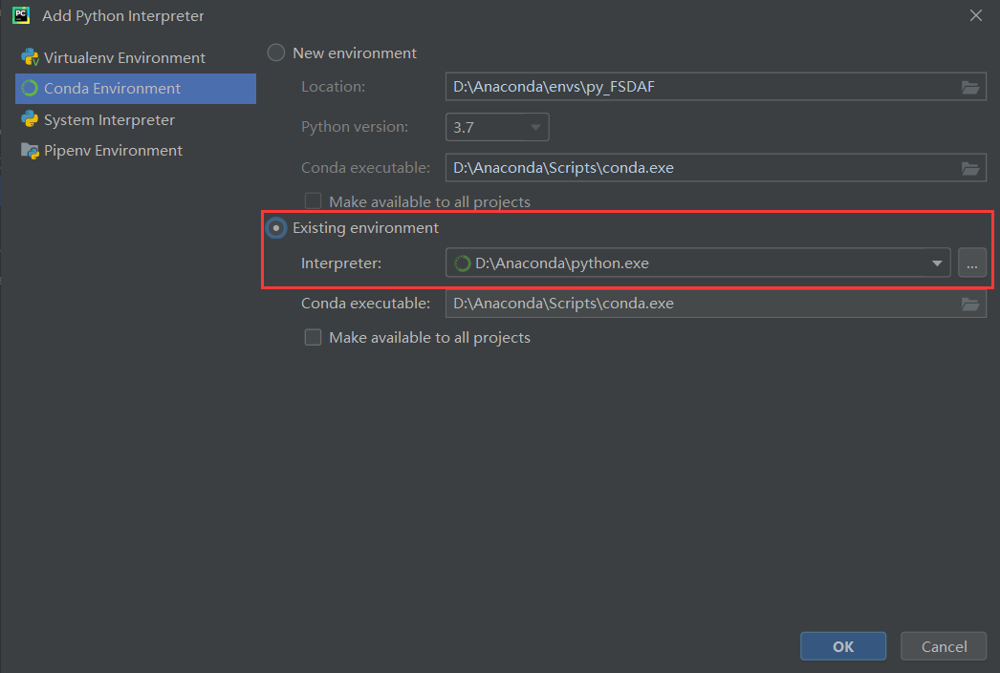 PC Add Python Interpreter
Virtualenv Environment
Conda Environment
System Interpreter
Pipenv Environment
New environment
Location: D:\Anaconda\envs\py_FSDAF
Python version: 3.7
Conda executable: D:\Anaconda\Scripts\conda.exe
Make available to all projects
Existing environment
Interpreter: D:\Anaconda\python.exe ...
Conda executable: D:\Anaconda\Scripts\conda.exe
Make available to all projects
OK Cancel